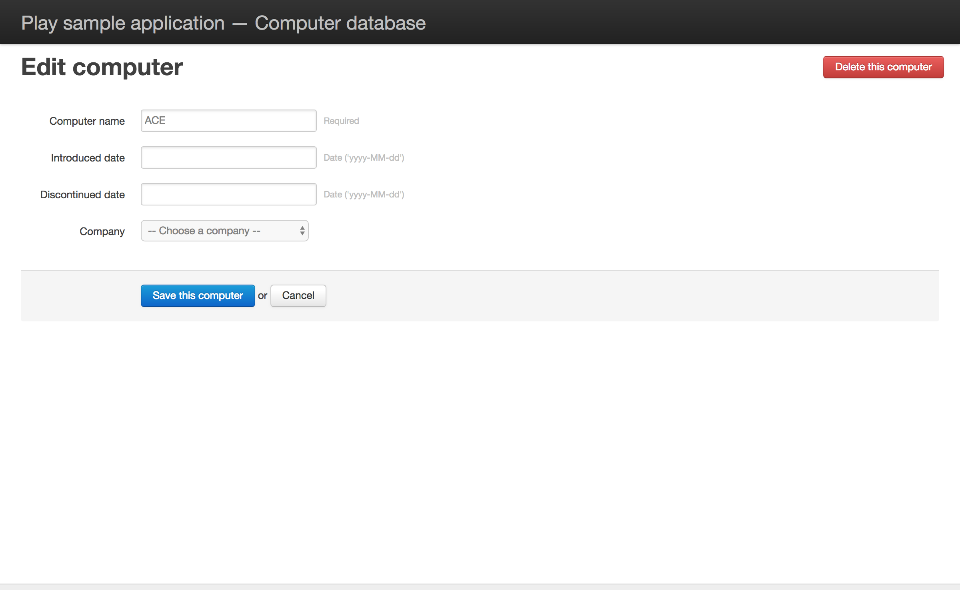 Play sample application — Computer database
Edit computer
Delete this computer
Computer name ACE Required
Introduced date Date ('yyyy-MM-dd')
Discontinued date Date ('yyyy-MM-dd')
Company -- Choose a company --
Save this computer or Cancel